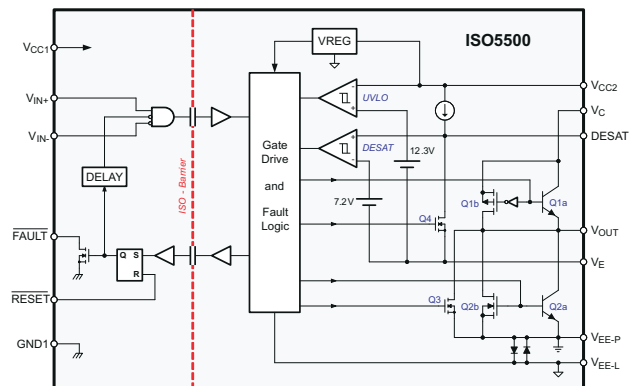 ISO5500
VREG
VCC1
VIN+
VIN-
DELAY
FAULT
RESET
GND1
Q S
R
ISO - Barrier
Gate
Drive
and
Fault
Logic
UVLO
DESAT
12.3V
7.2V
Q4
Q3
Q1b
Q1a
Q2b
Q2a
VCC2
VC
DESAT
VOUT
VE
VEE-P
VEE-L